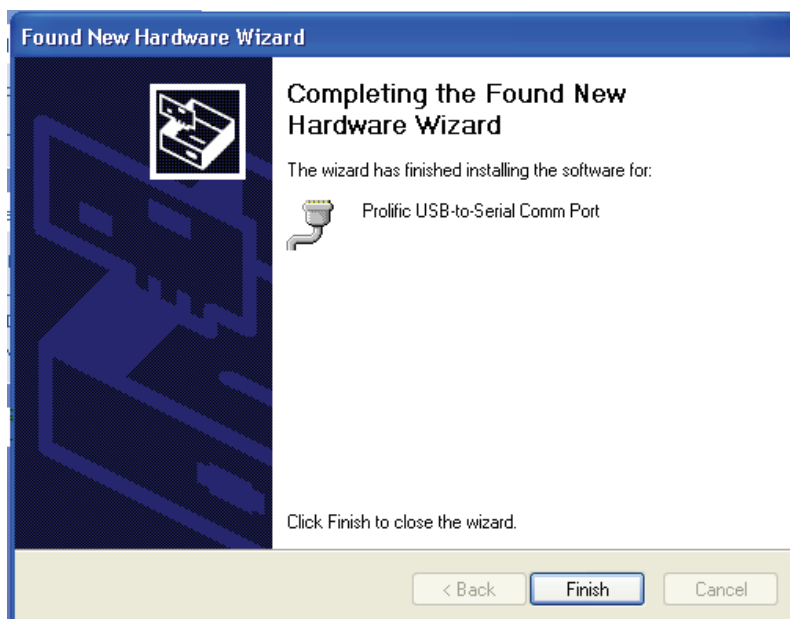 Found New Hardware Wizard
Completing the Found New
Hardware Wizard
The wizard has finished installing the software for:
Prolific USB-to-Serial Comm Port
Click Finish to close the wizard.
< Back
Finish
Cancel